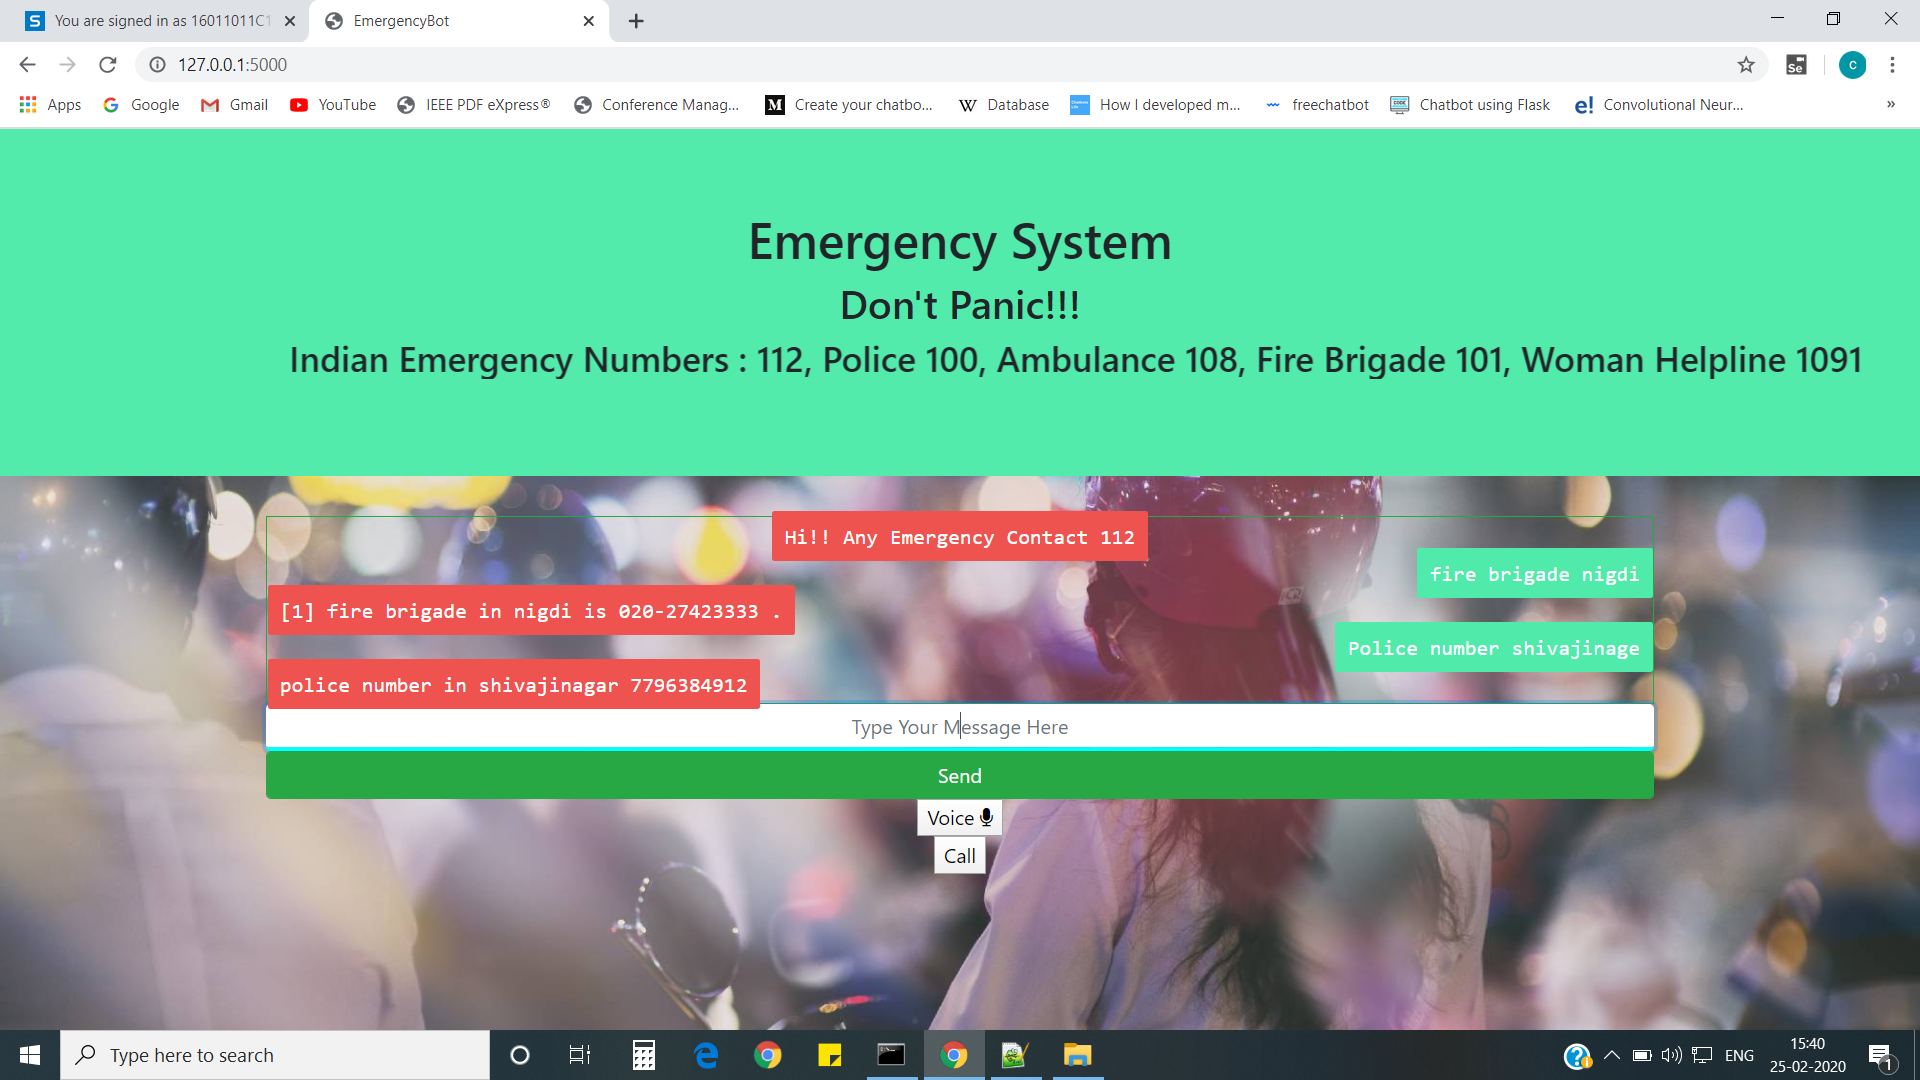 You are signed in as 16011011C1
EmergencyBot
127.0.0.1:5000
Se
c
Apps
Google
Gmail
YouTube
IEEE PDF eXpress®
Conference Manag...
M
Create your chatbo...
W
Database
How I developed m...
freechatbot
Chatbot using Flask
e!
Convolutional Neur...
»
Emergency System
Don't Panic!!!
Indian Emergency Numbers : 112, Police 100, Ambulance 108, Fire Brigade 101, Woman Helpline 1091
Hi!! Any Emergency Contact 112
fire brigade nigdi
[1] fire brigade in nigdi is 020-27423333 .
Police number shivajinage
police number in shivajinagar 7796384912
Type Your Message Here
Send
Voice
Call
Type here to search
ENG
15:40
25-02-2020
1